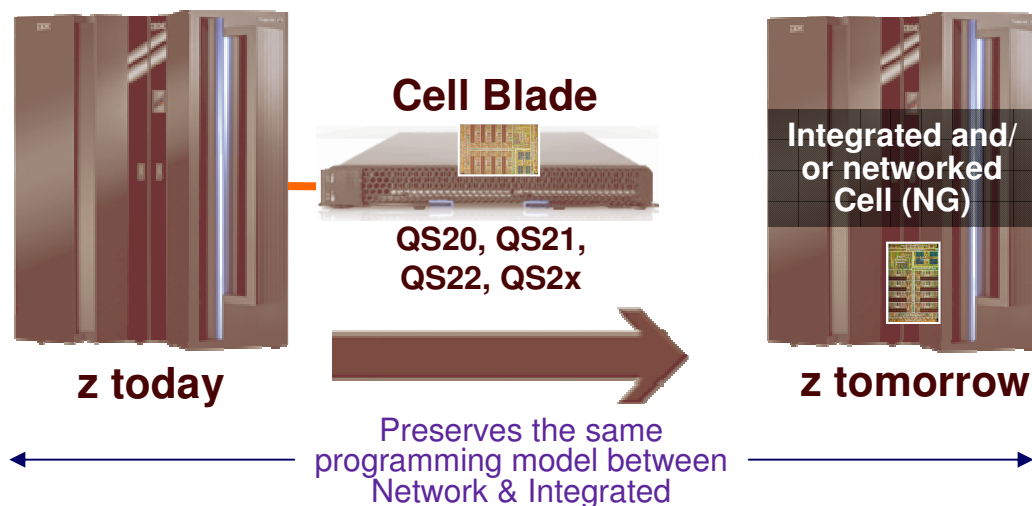 Cell Blade
QS20, QS21,
QS22, QS2x
Integrated and/
or networked
Cell (NG)
z today
z tomorrow
Preserves the same
programming model between
Network & Integrated